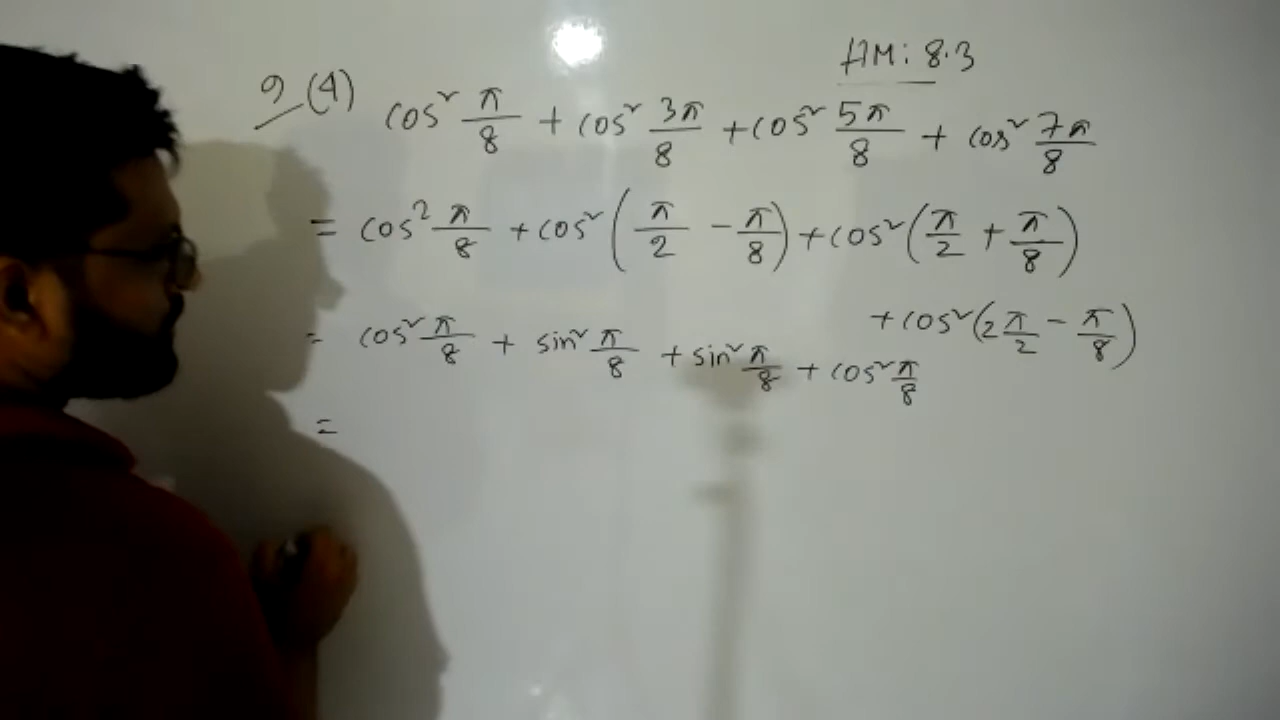 HM: 8.3
9 (4) cos² π/8 + cos² 3π/8 + cos² 5π/8 + cos² 7π/8
= cos² π/8 + cos² (π/2 - π/8) + cos² (π/2 + π/8)
+ cos² (2 π/2 - π/8)
= cos² π/8 + sin² π/8 + sin² π/8 + cos² π/8
=